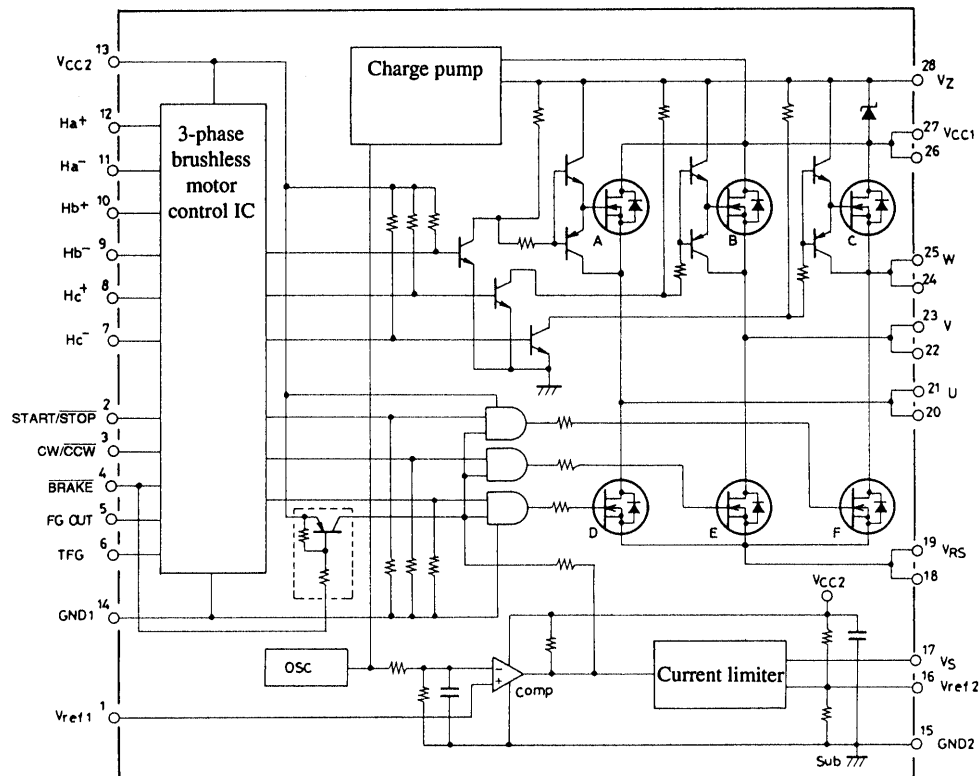 13
VCC2
12
Ha+
11
Ha-
10
Hb+
9
Hb-
8
Hc+
7
Hc-
2
START/STOP
3
CW/CCW
4
BRAKE
5
FG OUT
6
TFG
14
GND1
1
Vref1
3-phase
brushless
motor
control IC
Charge pump
A
B
C
D
E
F
OSC
Comp
Current limiter
VCC2
Sub
28
VZ
27
VCC1
26
25
W
24
23
V
22
21
U
20
19
VRS
18
17
VS
16
Vref2
15
GND2